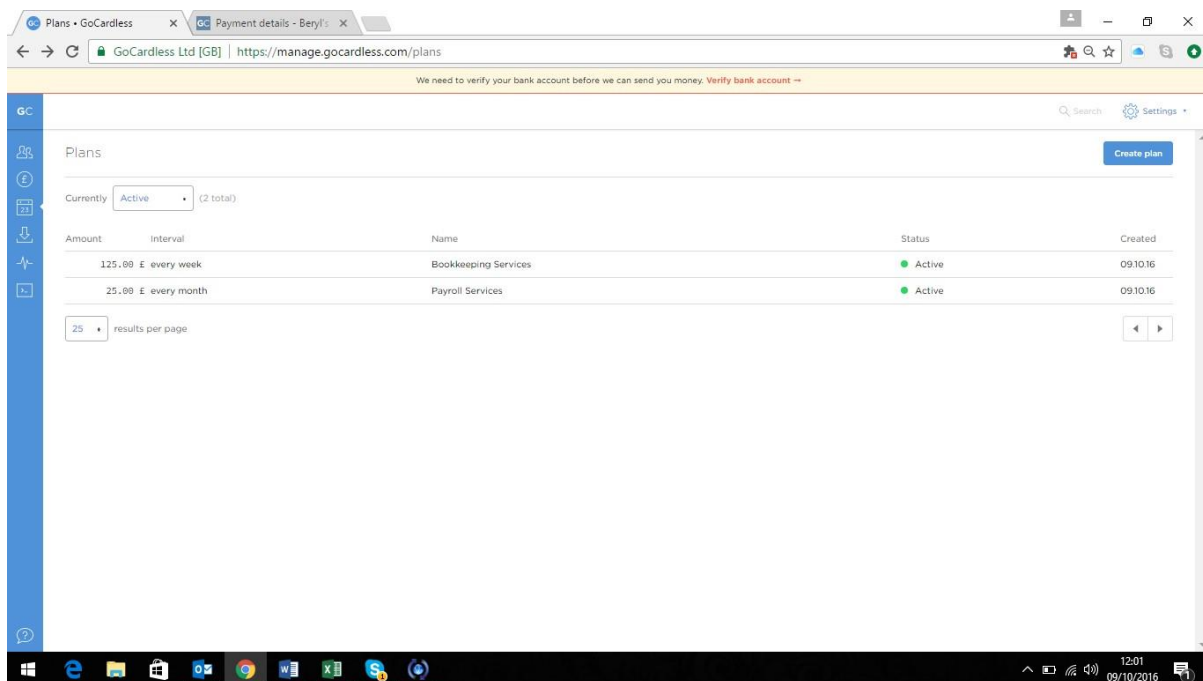 Plans • GoCardless
GC Payment details - Beryl's
GoCardless Ltd [GB] https://manage.gocardless.com/plans
We need to verify your bank account before we can send you money. Verify bank account →
GC
Search Settings
Plans
Create plan
Currently Active (2 total)
Amount Interval Name Status Created
125.00 £ every week Bookkeeping Services Active 09.10.16
25.00 £ every month Payroll Services Active 09.10.16
25 results per page
12:01
09/10/2016